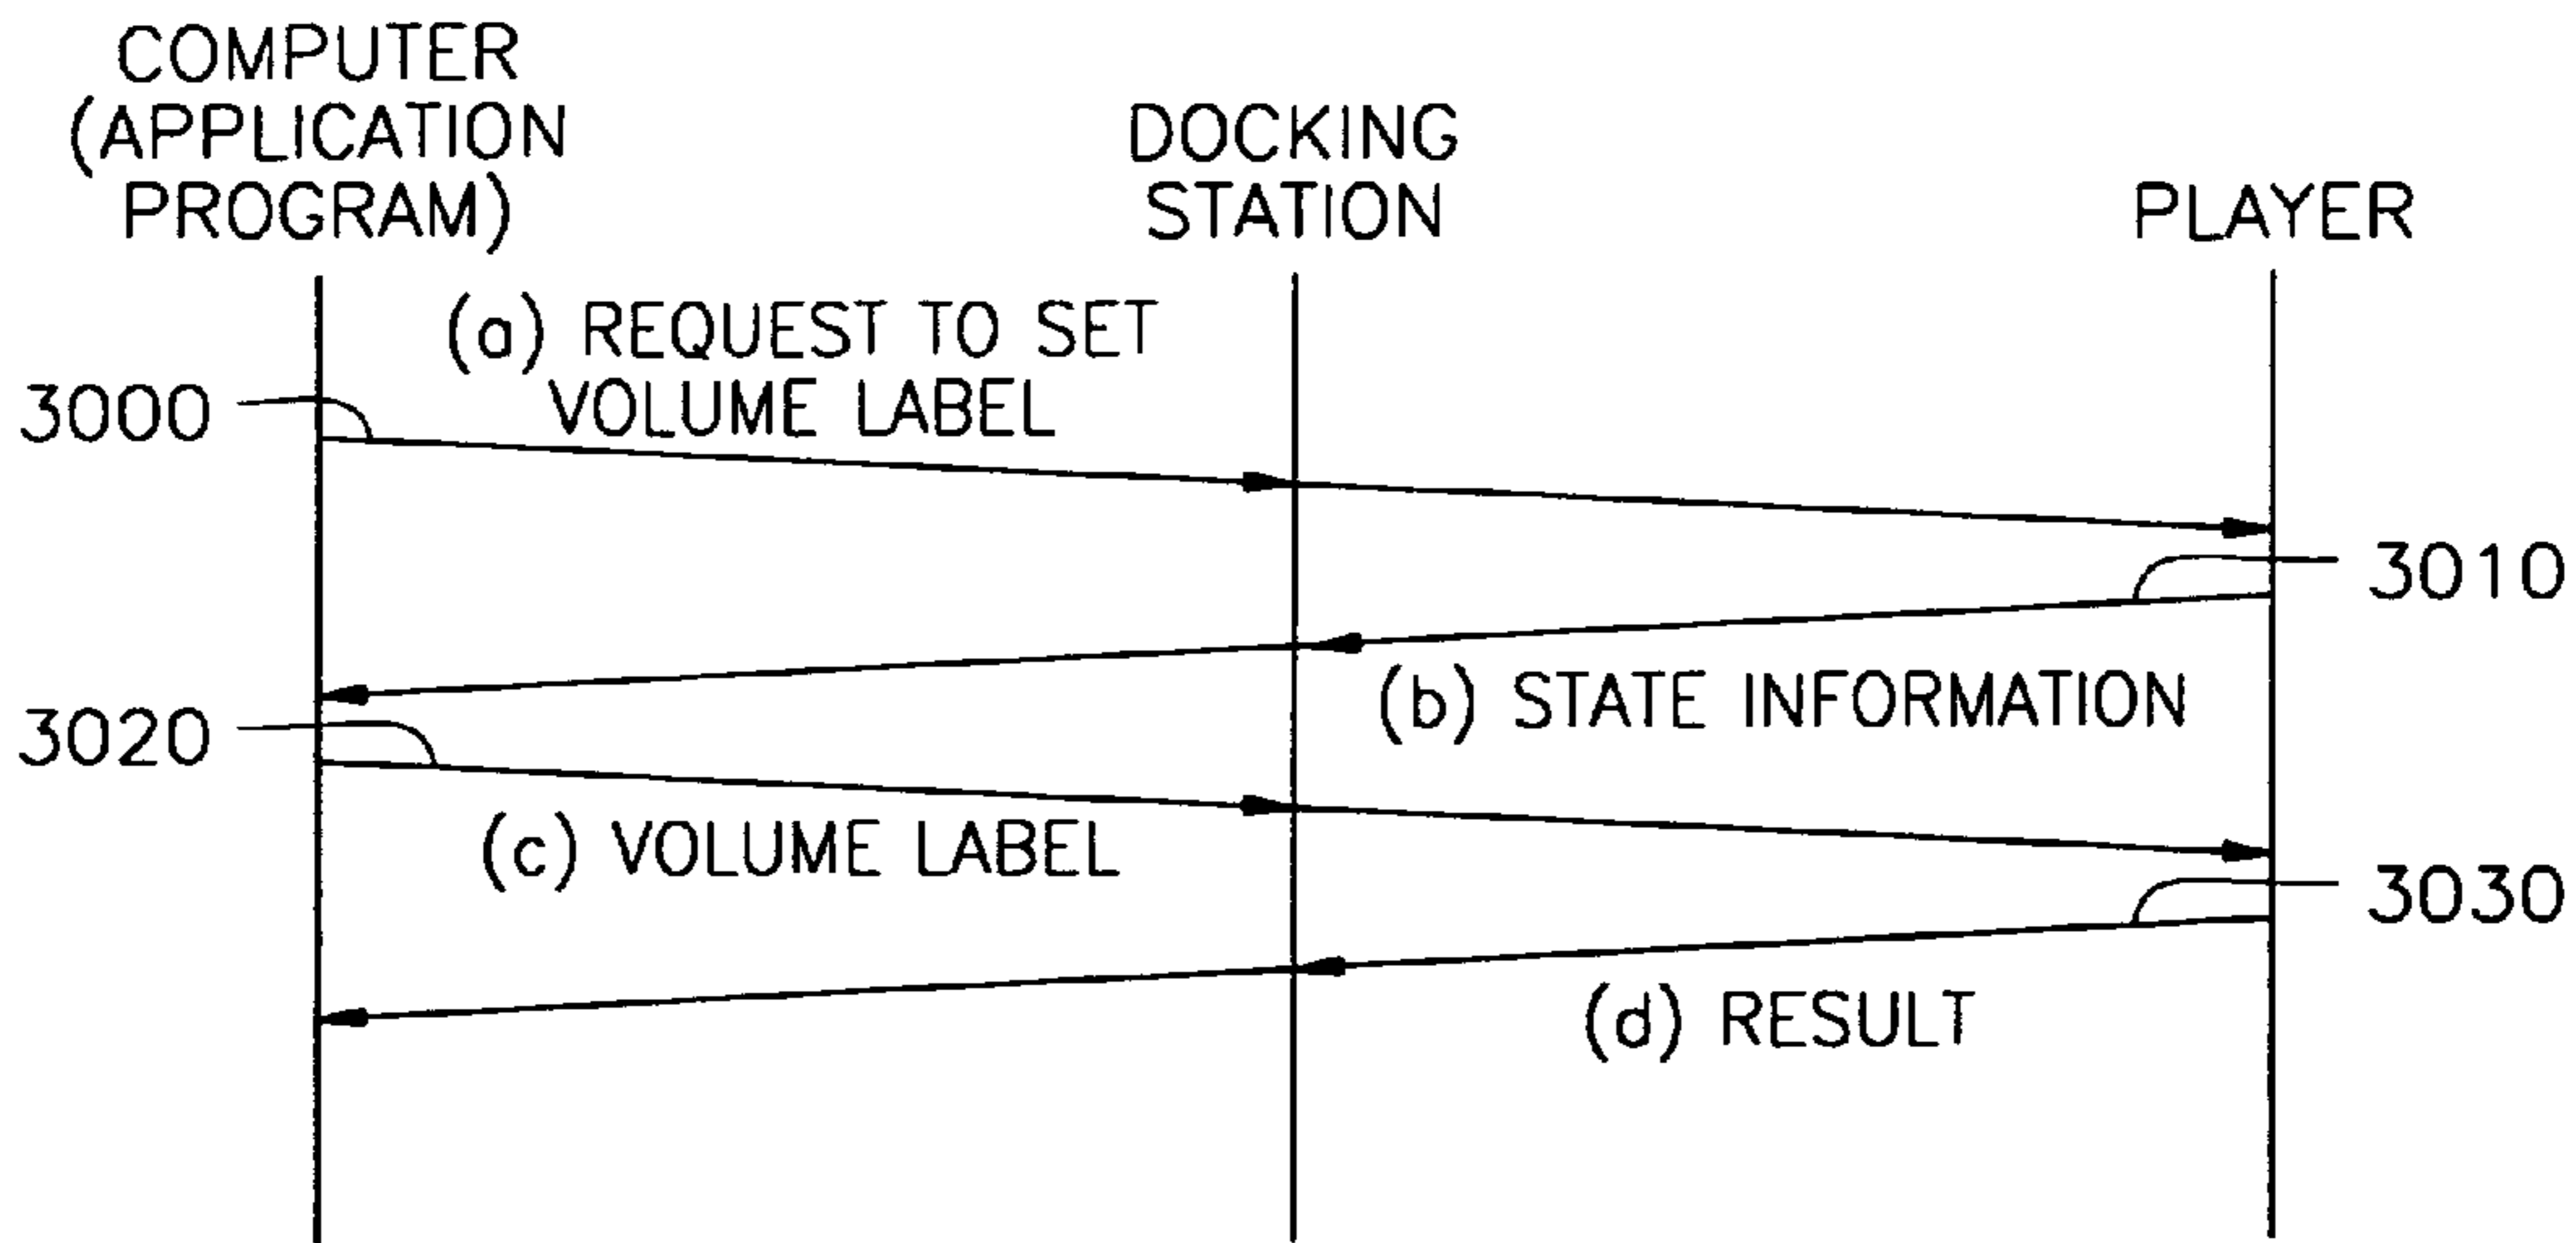 COMPUTER
(APPLICATION
PROGRAM)
DOCKING
STATION
PLAYER
(a) REQUEST TO SET
VOLUME LABEL
3000
3010
(b) STATE INFORMATION
3020
(c) VOLUME LABEL
3030
(d) RESULT